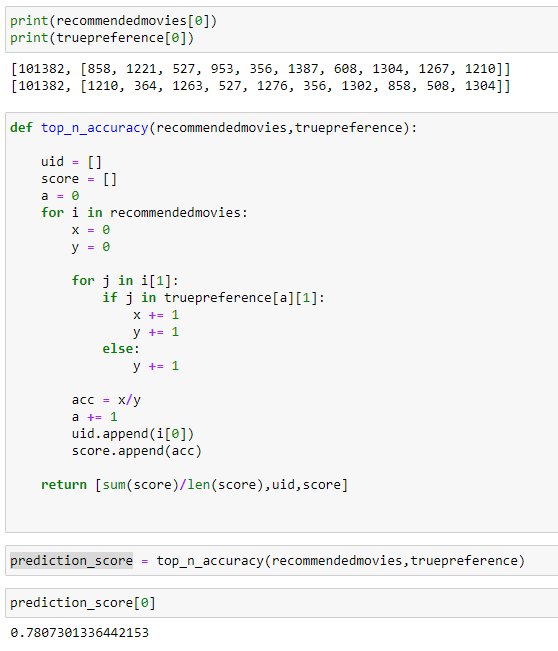 print(recommendedmovies[0])
print(truepreference[0])
[101382, [858, 1221, 527, 953, 356, 1387, 608, 1304, 1267, 1210]]
[101382, [1210, 364, 1263, 527, 1276, 356, 1302, 858, 508, 1304]]
def top_n_accuracy(recommendedmovies,truepreference):
    uid = []
    score = []
    a = 0
    for i in recommendedmovies:
        x = 0
        y = 0
        for j in i[1]:
            if j in truepreference[a][1]:
                x += 1
                y += 1
            else:
                y += 1
        acc = x/y
        a += 1
        uid.append(i[0])
        score.append(acc)
    return [sum(score)/len(score),uid,score]
prediction_score = top_n_accuracy(recommendedmovies,truepreference)
prediction_score[0]
0.7807301336442153